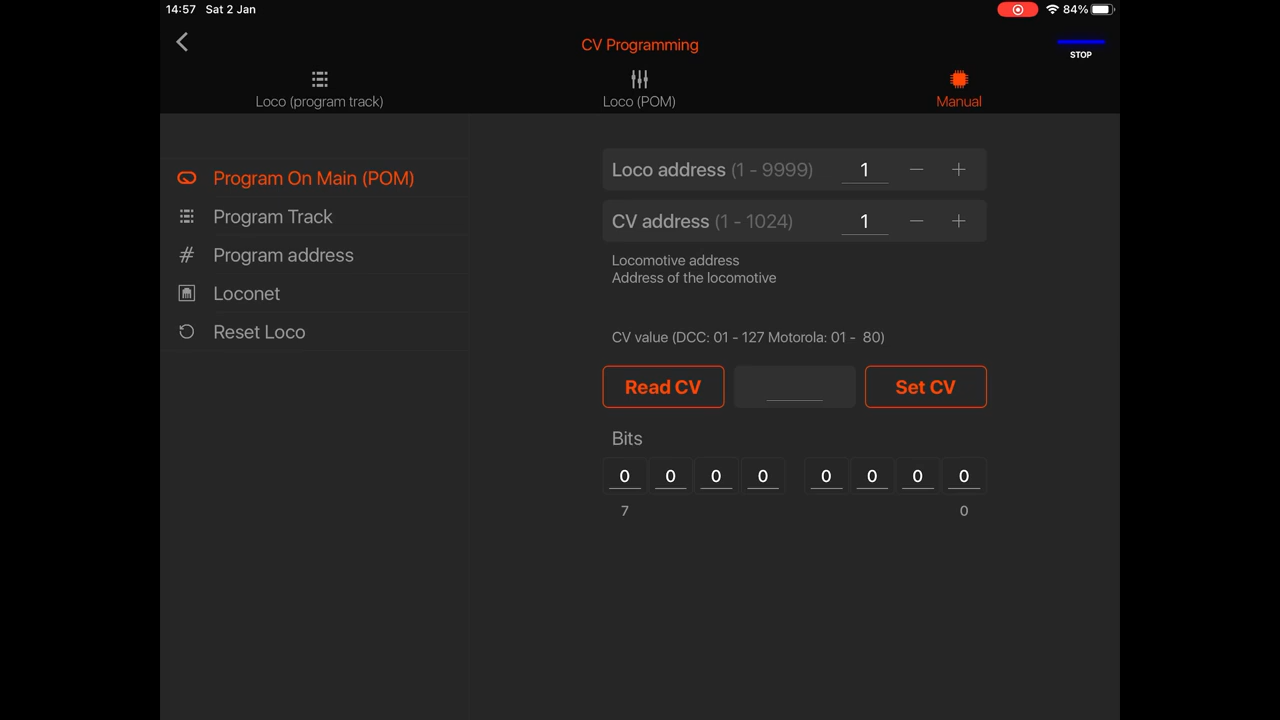 14:57 Sat 2 Jan
84%
CV Programming
STOP
Loco (program track)
Loco (POM)
Manual
Program On Main (POM)
Program Track
Program address
Loconet
Reset Loco
Loco address (1 - 9999) 1 − +
CV address (1 - 1024) 1 − +
Locomotive address
Address of the locomotive
CV value (DCC: 01 - 127 Motorola: 01 - 80)
Read CV
Set CV
Bits
0 0 0 0 0 0 0 0
7 0